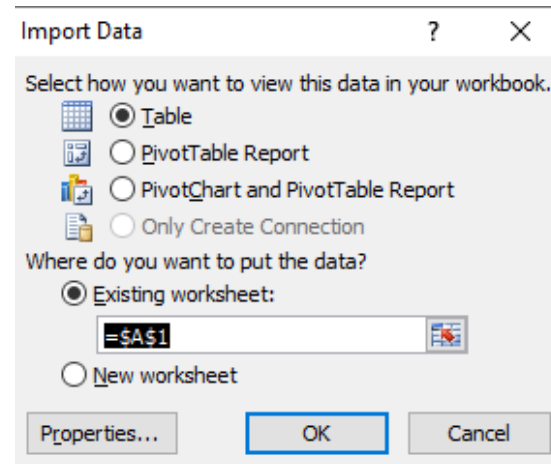 Import Data ? ✕
Select how you want to view this data in your workbook.
Table
PivotTable Report
PivotChart and PivotTable Report
Only Create Connection
Where do you want to put the data?
Existing worksheet:
=$A$1
New worksheet
Properties... OK Cancel